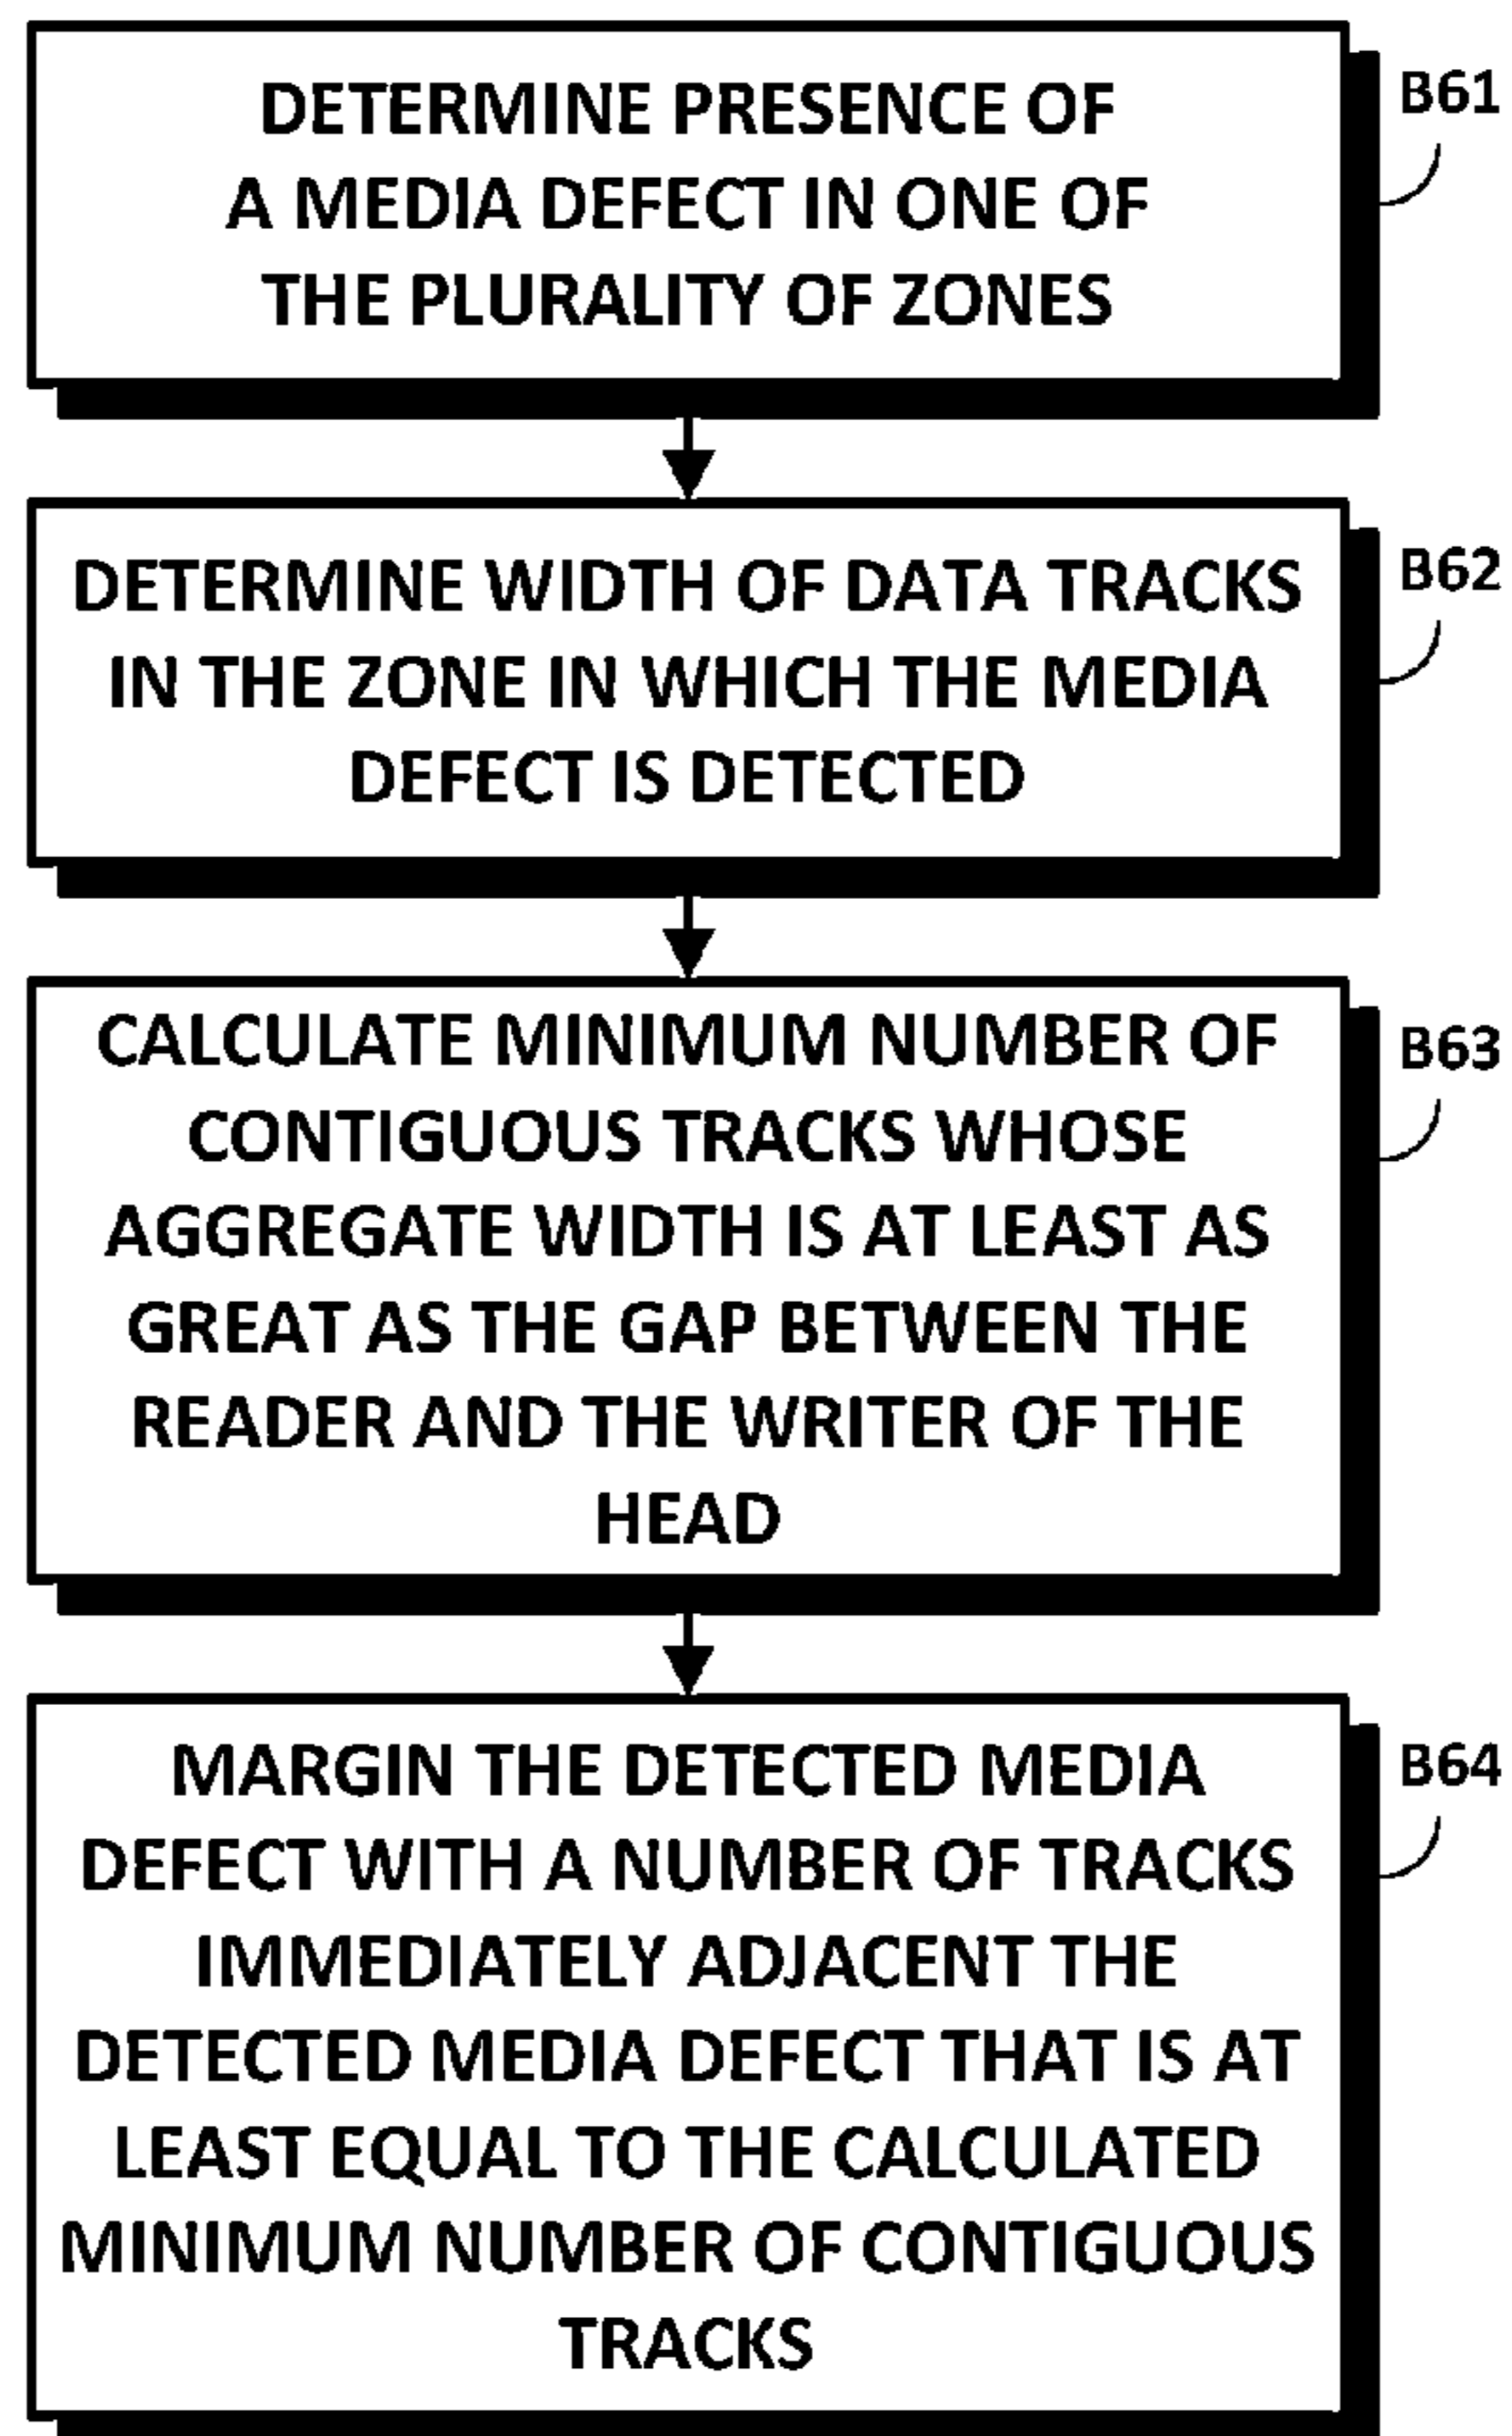 DETERMINE PRESENCE OF
A MEDIA DEFECT IN ONE OF
THE PLURALITY OF ZONES
B61
DETERMINE WIDTH OF DATA TRACKS
IN THE ZONE IN WHICH THE MEDIA
DEFECT IS DETECTED
B62
CALCULATE MINIMUM NUMBER OF
CONTIGUOUS TRACKS WHOSE
AGGREGATE WIDTH IS AT LEAST AS
GREAT AS THE GAP BETWEEN THE
READER AND THE WRITER OF THE
HEAD
B63
MARGIN THE DETECTED MEDIA
DEFECT WITH A NUMBER OF TRACKS
IMMEDIATELY ADJACENT THE
DETECTED MEDIA DEFECT THAT IS AT
LEAST EQUAL TO THE CALCULATED
MINIMUM NUMBER OF CONTIGUOUS
TRACKS
B64